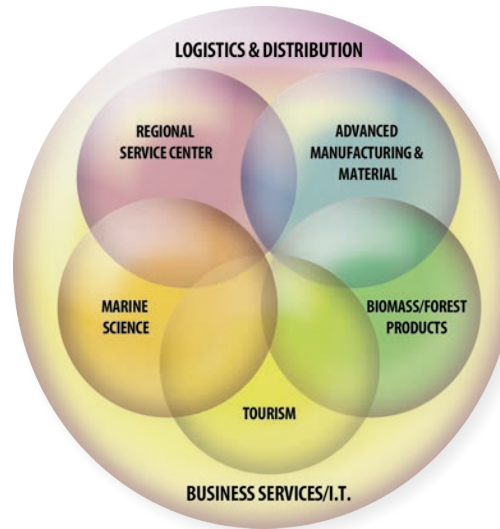 LOGISTICS & DISTRIBUTION
REGIONAL
SERVICE CENTER
ADVANCED
MANUFACTURING &
MATERIAL
MARINE
SCIENCE
BIOMASS/FOREST
PRODUCTS
TOURISM
BUSINESS SERVICES/I.T.